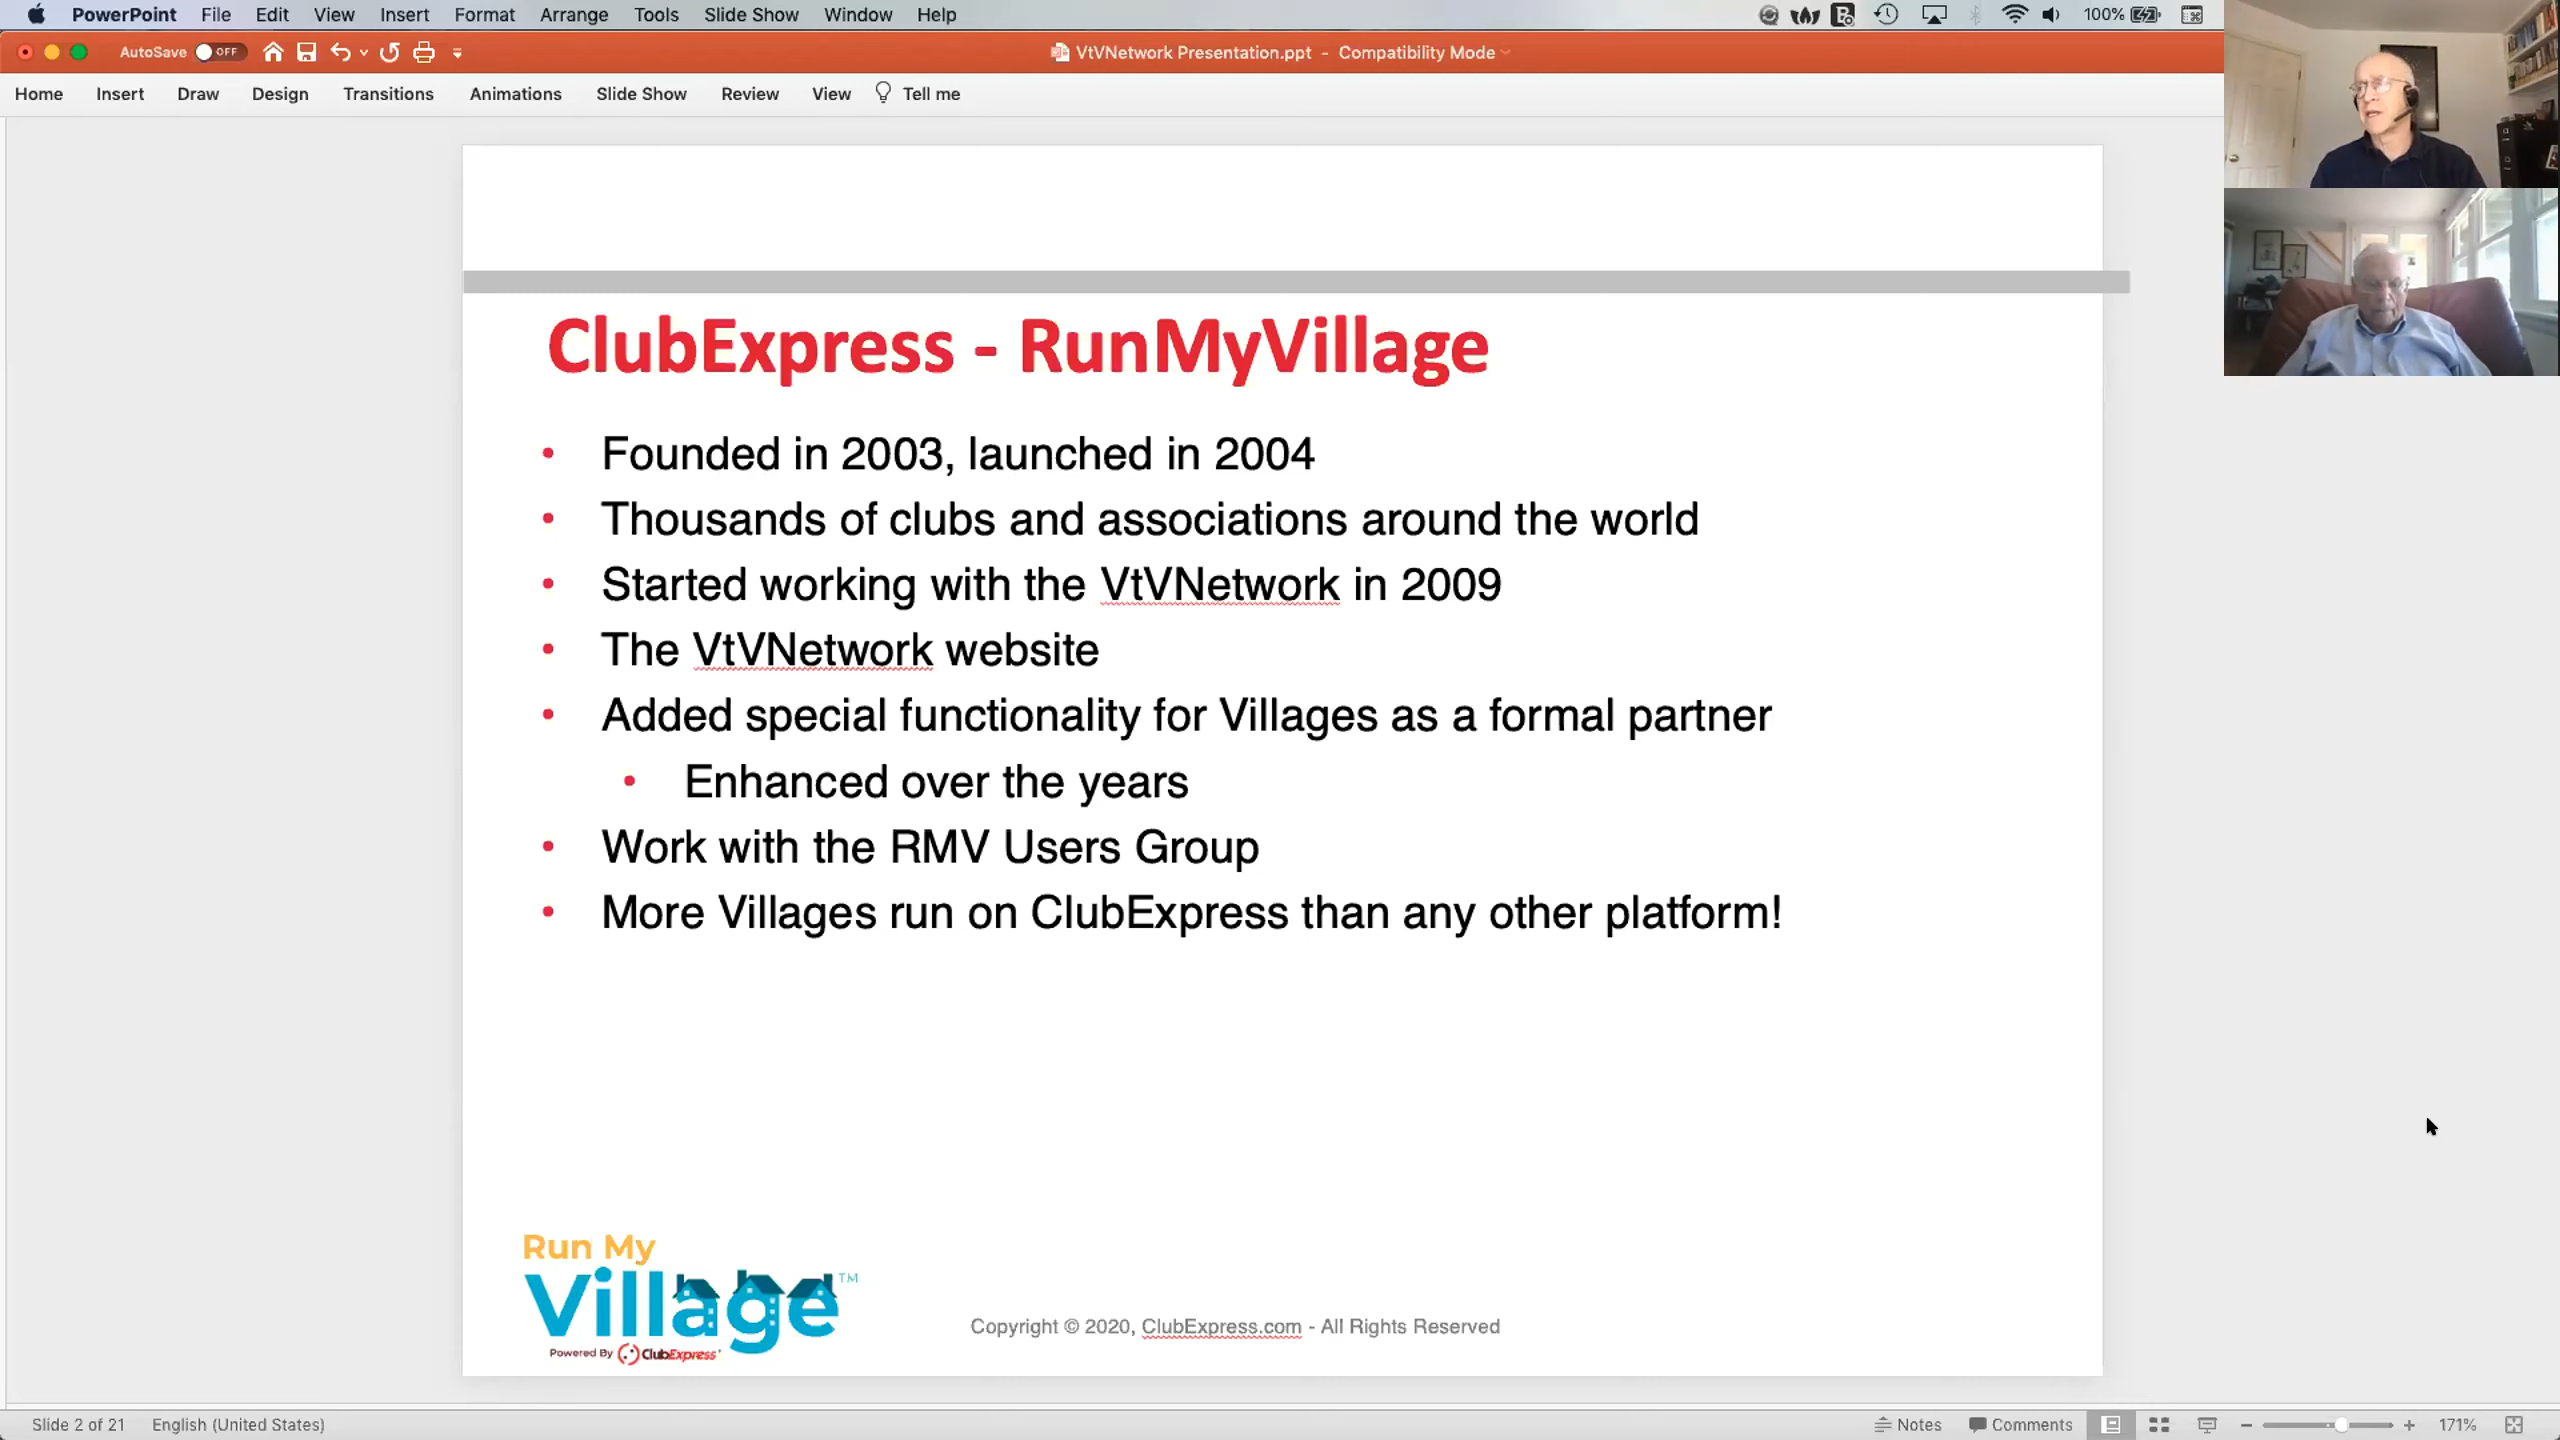 PowerPoint File Edit View Insert Format Arrange Tools Slide Show Window Help 100%
AutoSave OFF VtVNetwork Presentation.ppt - Compatibility Mode
Home Insert Draw Design Transitions Animations Slide Show Review View Tell me
ClubExpress - RunMyVillage
• Founded in 2003, launched in 2004
• Thousands of clubs and associations around the world
• Started working with the VtVNetwork in 2009
• The VtVNetwork website
• Added special functionality for Villages as a formal partner
• Enhanced over the years
• Work with the RMV Users Group
• More Villages run on ClubExpress than any other platform!
Run My
Village™
Powered By ClubExpress
Copyright © 2020, ClubExpress.com - All Rights Reserved
Slide 2 of 21 English (United States) Notes Comments 171%